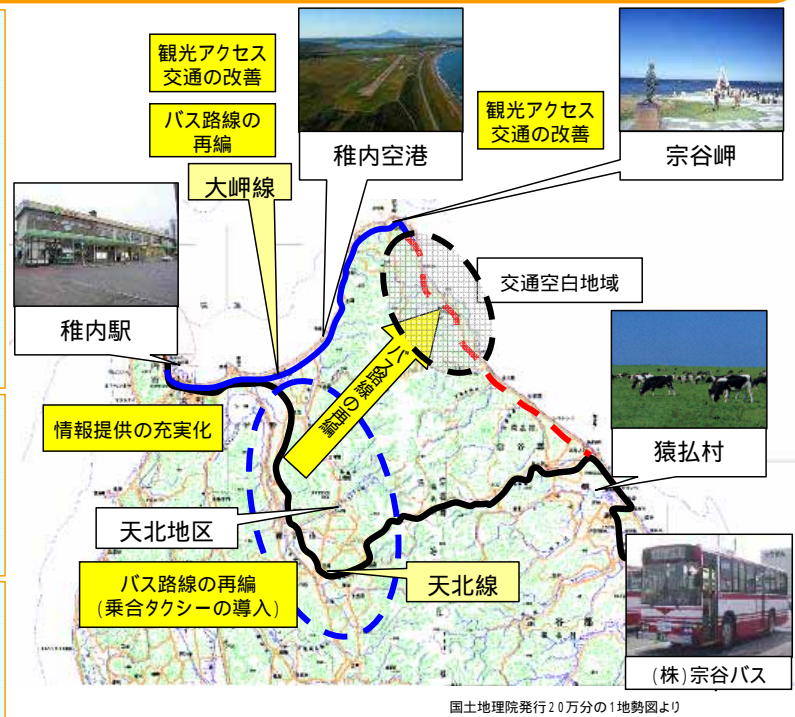 観光アクセス
交通の改善
バス路線の
再編
大岬線
稚内空港
観光アクセス
交通の改善
宗谷岬
稚内駅
交通空白地域
バス路線の再編
情報提供の充実化
猿払村
天北地区
バス路線の再編
(乗合タクシーの導入)
天北線
(株)宗谷バス
国土地理院発行20万分の1地勢図より